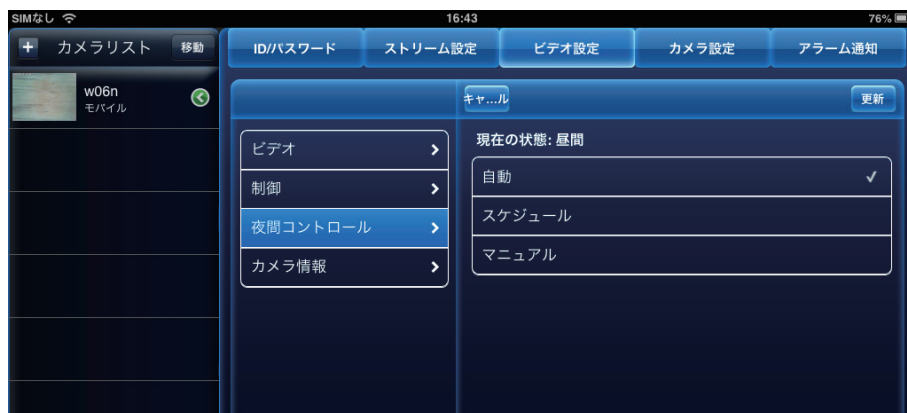 SIMなし 16:43 76%
+ カメラリスト 移動
ID/パスワード ストリーム設定 ビデオ設定 カメラ設定 アラーム通知
w06n
モバイル
キャ...ル 更新
ビデオ
制御
夜間コントロール
カメラ情報
現在の状態: 昼間
自動
スケジュール
マニュアル